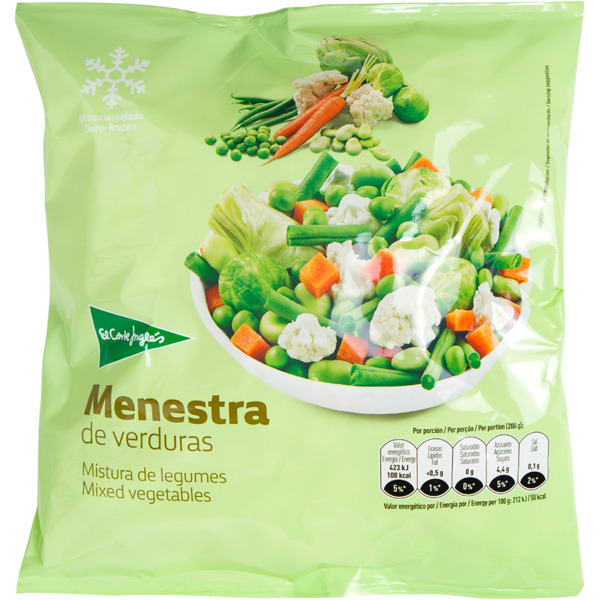 Ultracongelado
Deep-frozen
El Corte Inglés
Menestra
de verduras
Mistura de legumes
Mixed vegetables
Por porción / Por porção / Per portion (200 g):
Valor
energético
Energia / Energy
423 kJ
100 kcal
5%*
Grasas
Lípidos
Fat
<0,5 g
1%*
Saturadas
Saturados
Saturates
0 g
0%*
Azúcares
Açúcares
Sugars
4,4 g
5%*
Sal
Salt
0,1 g
2%*
Valor energético por / Energia por / Energy per 100 g: 212 kJ / 50 kcal